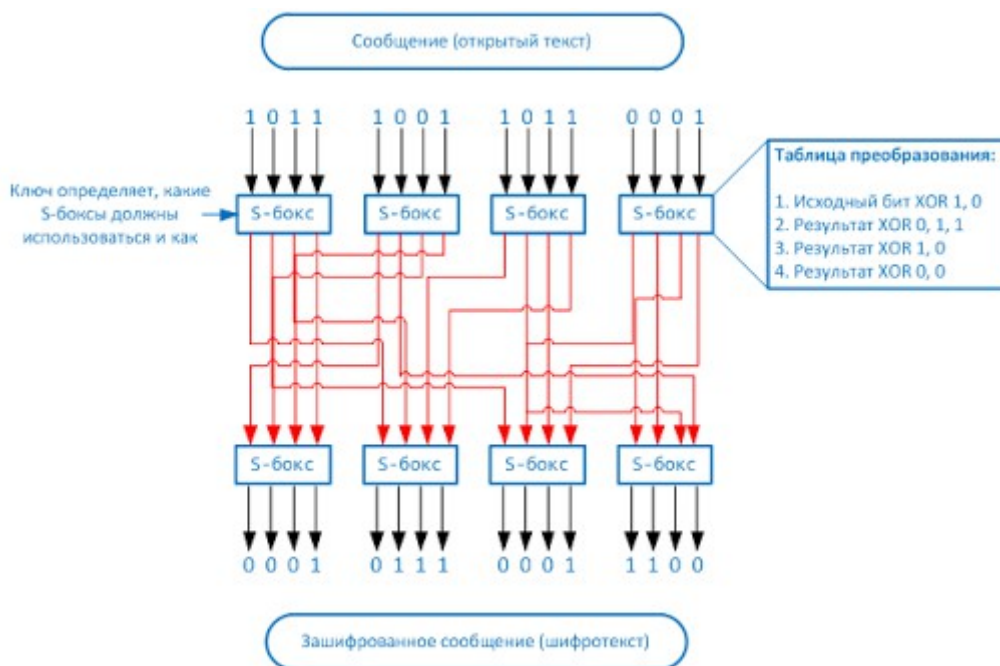 Сообщение (открытый текст)
1 0 1 1 1 0 0 1 1 0 1 1 0 0 0 1
Ключ определяет, какие
S-боксы должны
использоваться и как
S-бокс S-бокс S-бокс S-бокс
Таблица преобразования:
1. Исходный бит XOR 1, 0
2. Результат XOR 0, 1, 1
3. Результат XOR 1, 0
4. Результат XOR 0, 0
S-бокс S-бокс S-бокс S-бокс
0 0 0 1 0 1 1 1 0 0 0 1 1 1 0 0
Зашифрованное сообщение (шифротекст)